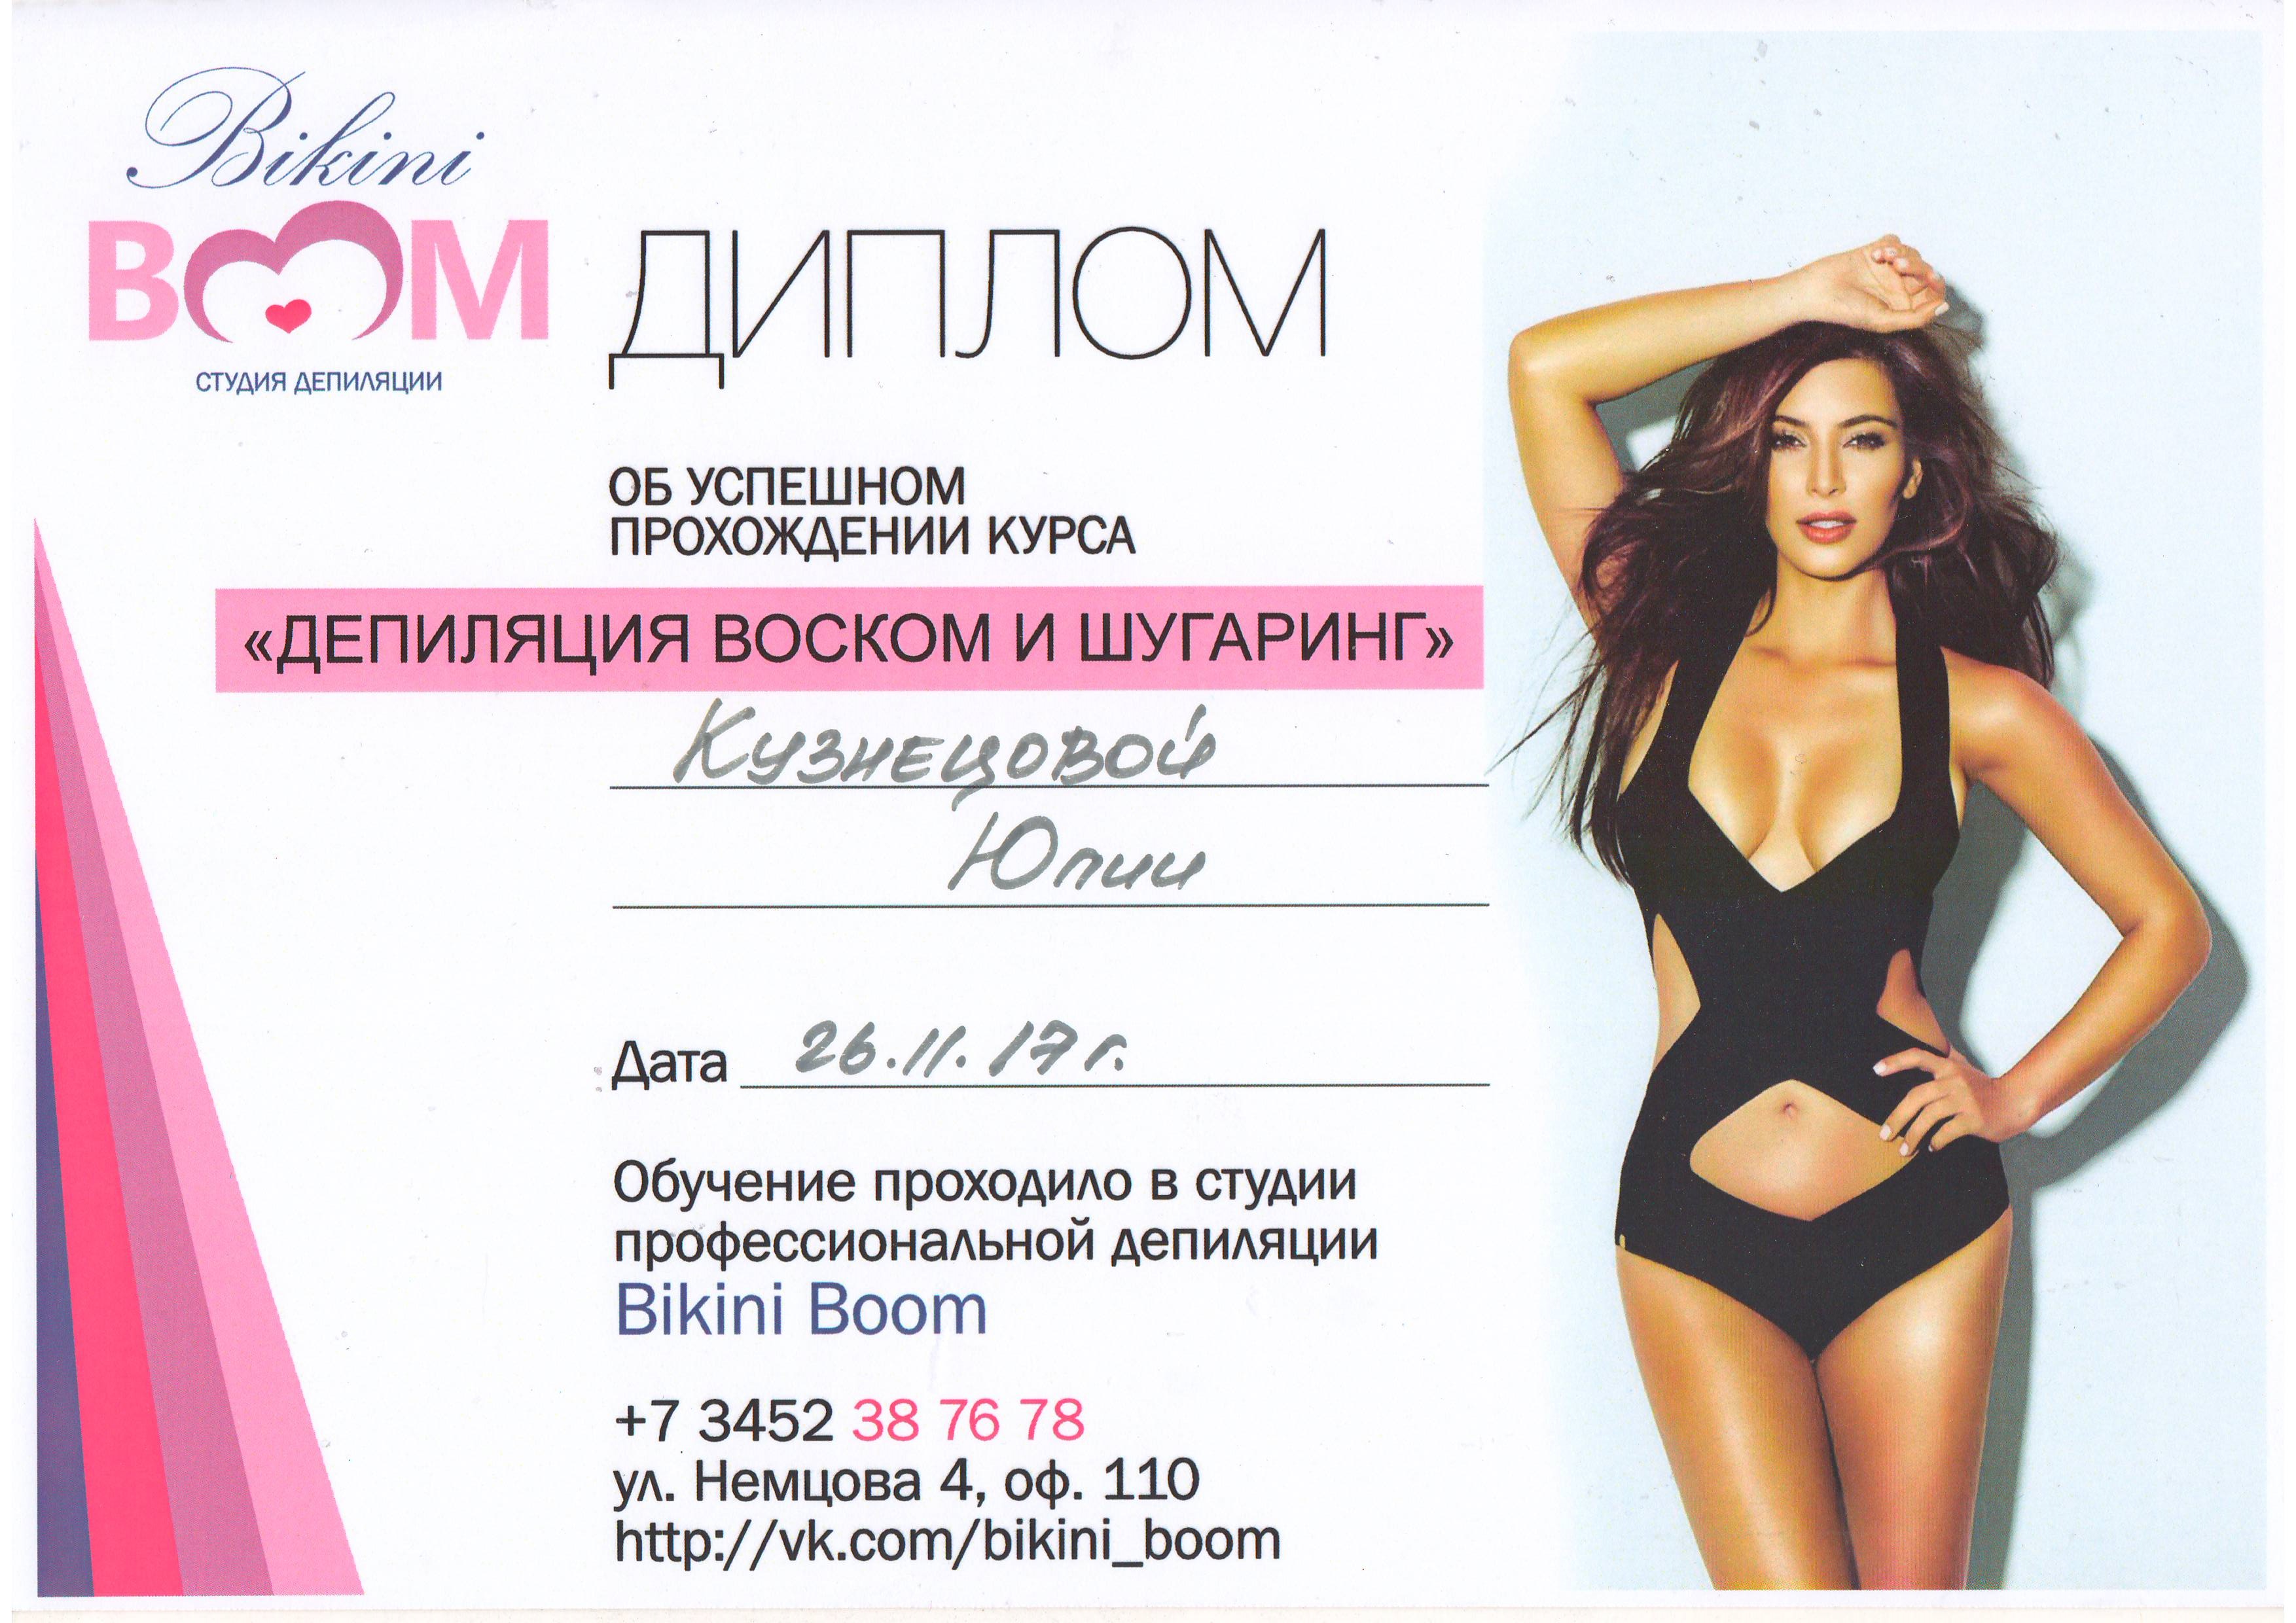 Bikini
BOOM
СТУДИЯ ДЕПИЛЯЦИИ
ДИПЛОМ
ОБ УСПЕШНОМ
ПРОХОЖДЕНИИ КУРСА
«ДЕПИЛЯЦИЯ ВОСКОМ И ШУГАРИНГ»
Кузнецовой
Юлии
Дата 26.11.17 г.
Обучение проходило в студии
профессиональной депиляции
Bikini Boom
+7 3452 38 76 78
ул. Немцова 4, оф. 110
http://vk.com/bikini_boom